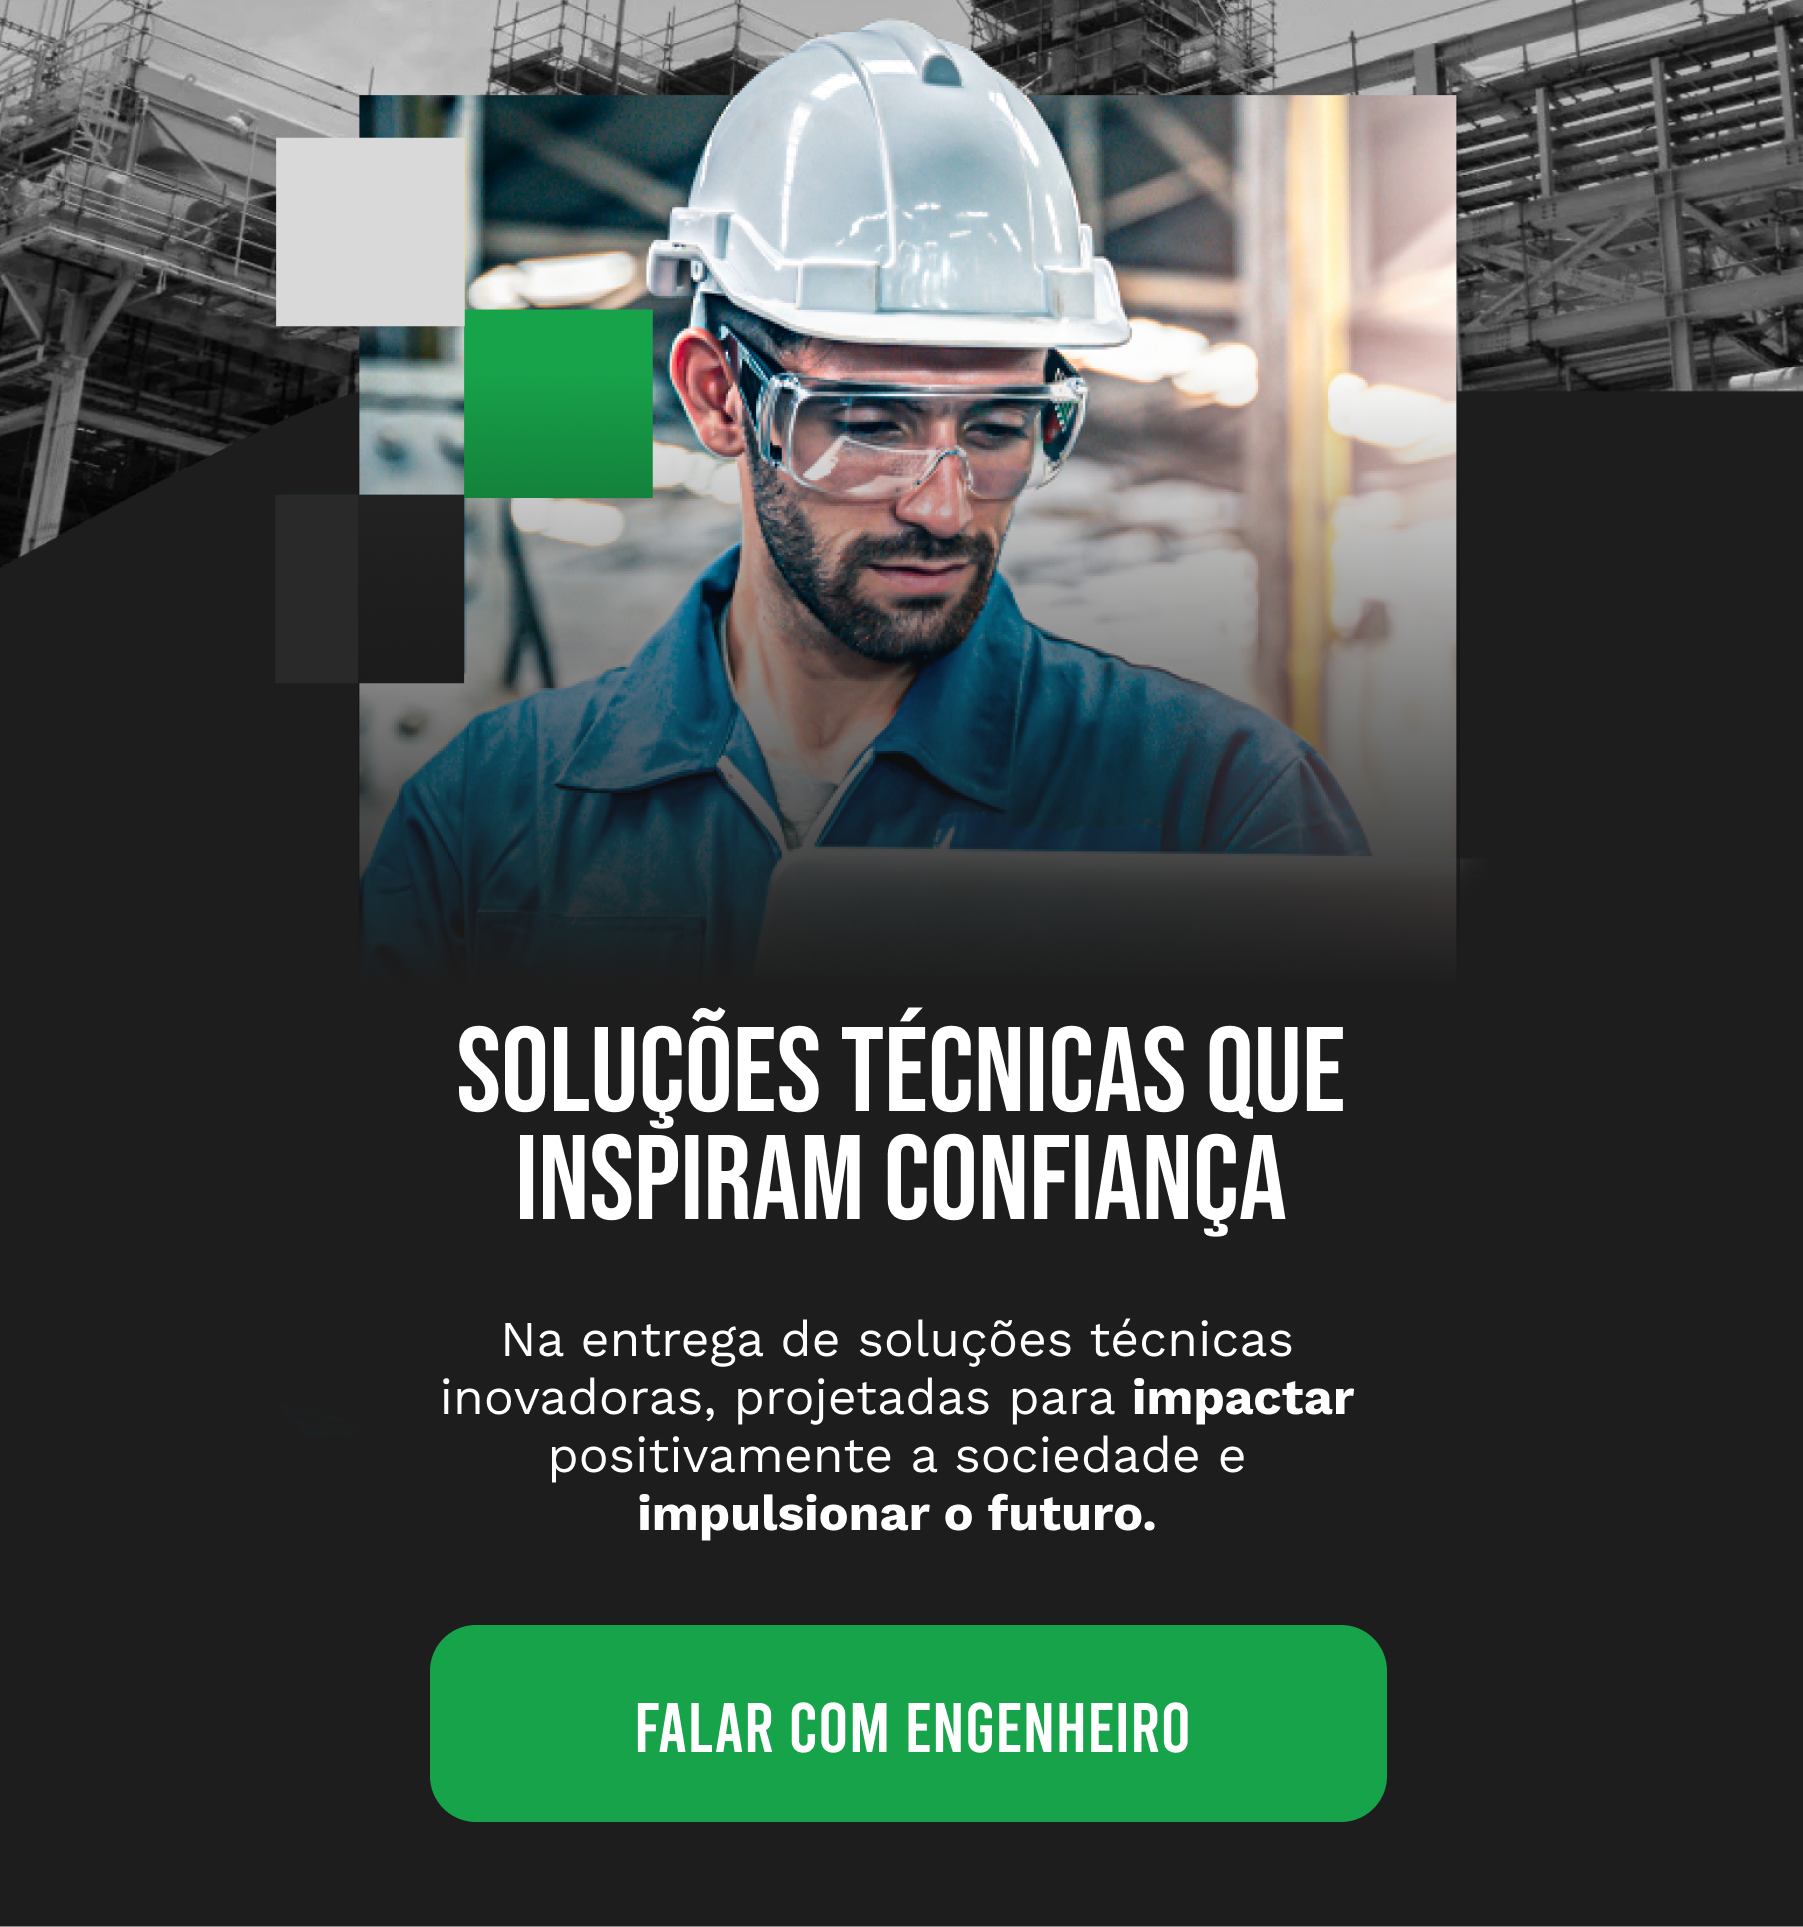 SOLUÇÕES TÉCNICAS QUE
INSPIRAM CONFIANÇA
Na entrega de soluções técnicas
inovadoras, projetadas para impactar
positivamente a sociedade e
impulsionar o futuro.
FALAR COM ENGENHEIRO